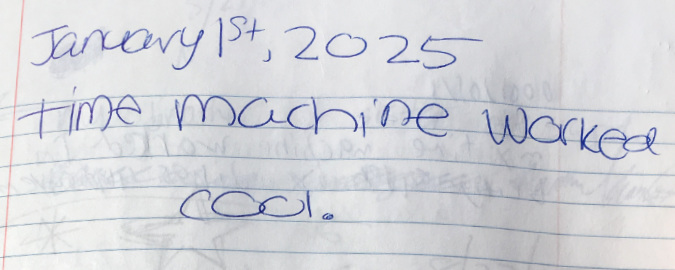 January 1st, 2025
time machine worked
cool.